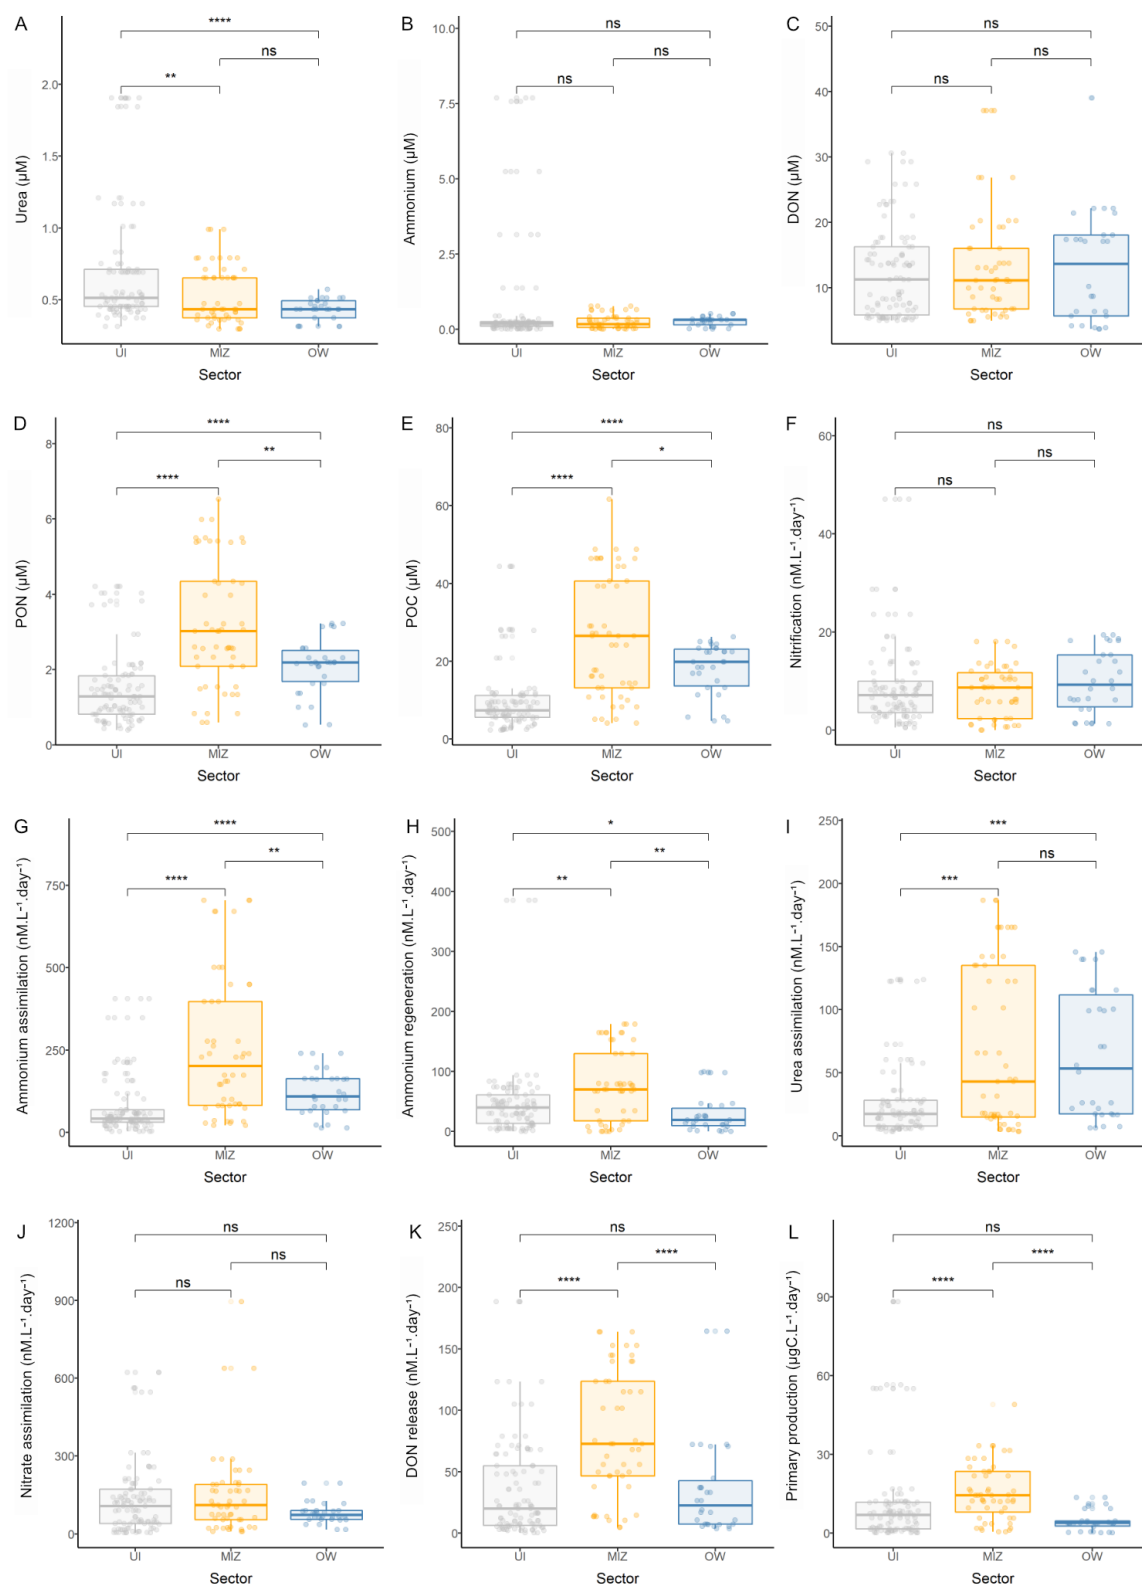 A
Urea (µM)
2.0
1.5
1.0
0.5
****
**
ns
UI MIZ OW
Sector
B
Ammonium (µM)
10.0
7.5
5.0
2.5
0.0
ns
ns
ns
UI MIZ OW
Sector
C
DON (µM)
50
40
30
20
10
ns
ns
ns
UI MIZ OW
Sector
D
PON (µM)
8
6
4
2
0
****
**
****
UI MIZ OW
Sector
E
POC (µM)
80
60
40
20
0
****
*
****
UI MIZ OW
Sector
F
Nitrification (nM.L⁻¹.day⁻¹)
60
40
20
0
ns
ns
ns
UI MIZ OW
Sector
G
Ammonium assimilation (nM.L⁻¹.day⁻¹)
750
500
250
0
****
**
****
UI MIZ OW
Sector
H
Ammonium regeneration (nM.L⁻¹.day⁻¹)
500
400
300
200
100
0
*
**
**
UI MIZ OW
Sector
I
Urea assimilation (nM.L⁻¹.day⁻¹)
250
200
150
100
50
0
***
ns
***
UI MIZ OW
Sector
J
Nitrate assimilation (nM.L⁻¹.day⁻¹)
1200
900
600
300
0
ns
ns
ns
UI MIZ OW
Sector
K
DON release (nM.L⁻¹.day⁻¹)
250
200
150
100
50
0
ns
****
****
UI MIZ OW
Sector
L
Primary production (µgC.L⁻¹.day⁻¹)
90
60
30
0
ns
****
****
UI MIZ OW
Sector